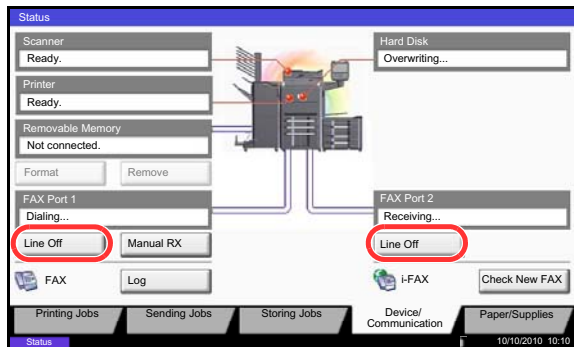 Status
Scanner
Ready.
Hard Disk
Overwriting...
Printer
Ready.
Removable Memory
Not connected.
Format
Remove
FAX Port 1
Dialing...
FAX Port 2
Receiving...
Line Off
Manual RX
Line Off
FAX
Log
i-FAX
Check New FAX
Printing Jobs
Sending Jobs
Storing Jobs
Device/
Communication
Paper/Supplies
Status
10/10/2010 10:10